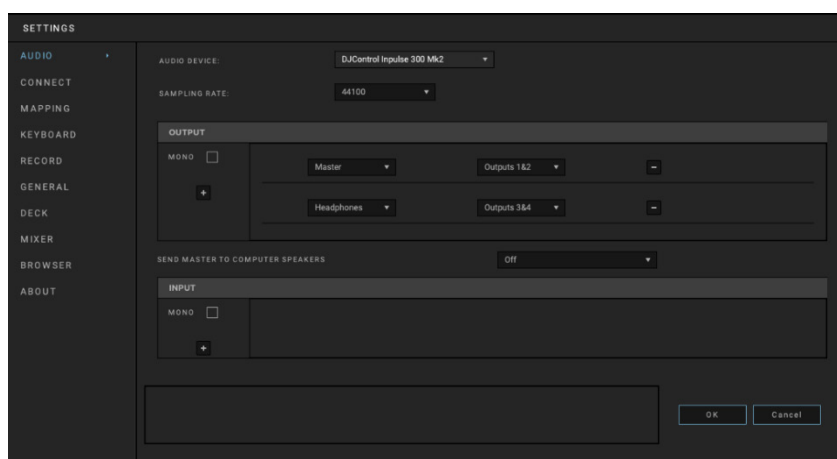 SETTINGS
AUDIO
CONNECT
MAPPING
KEYBOARD
RECORD
GENERAL
DECK
MIXER
BROWSER
ABOUT
AUDIO DEVICE: DJControl Inpulse 300 Mk2
SAMPLING RATE: 44100
OUTPUT
MONO
+
Master Outputs 1&2 −
Headphones Outputs 3&4 −
SEND MASTER TO COMPUTER SPEAKERS Off
INPUT
MONO
+
OK Cancel